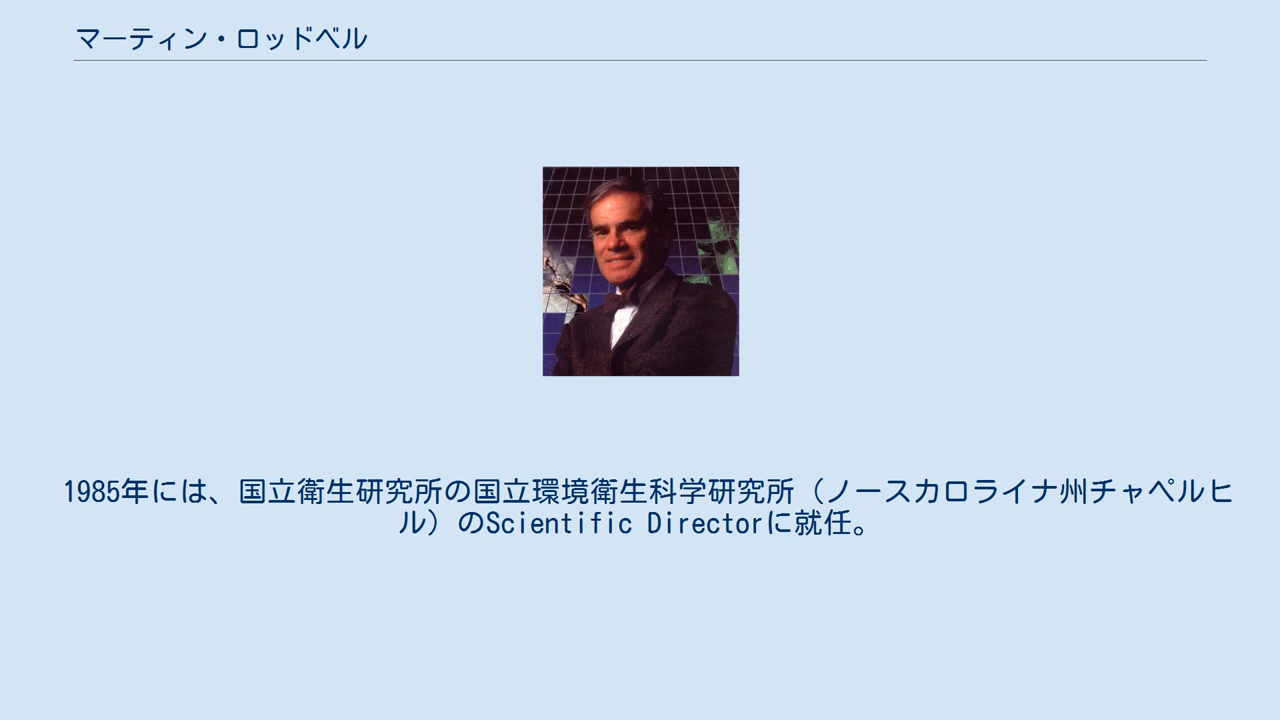 マーティン・ロッドベル
1985年には、国立衛生研究所の国立環境衛生科学研究所（ノースカロライナ州チャペルヒ
ル）のScientific Directorに就任。